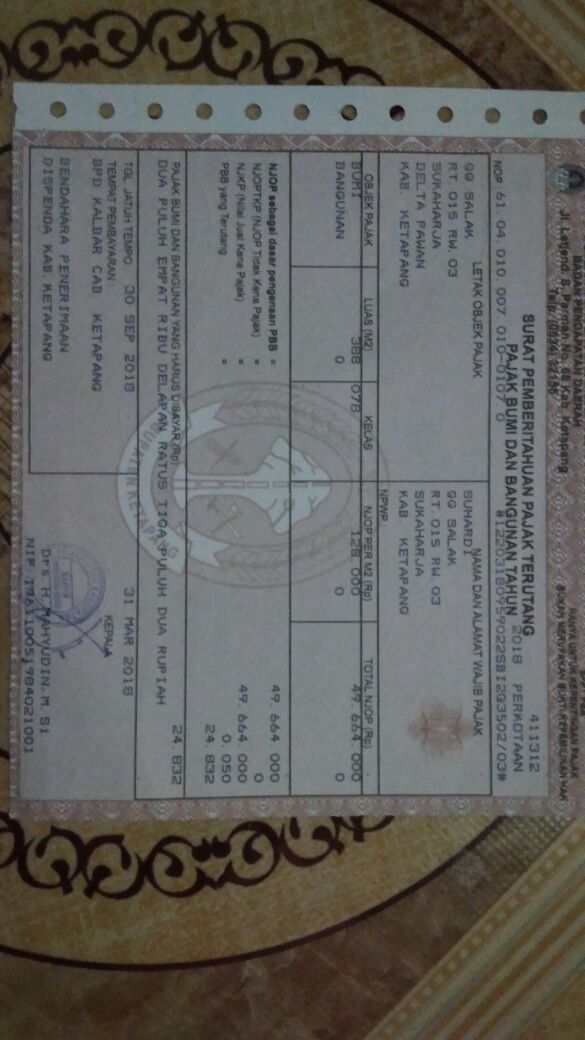 BADAN PENDAPATAN DAERAH
Jl. Letjend. S. Parman No. 88 Kab. Ketapang
Telp. (0534)
BUKAN MERUPAKAN BUKTI KEPEMILIKAN HAK
411312
SURAT PEMBERITAHUAN PAJAK TERUTANG
PAJAK BUMI DAN BANGUNAN TAHUN 2018 PERKOTAAN
NOP 61.04.010.007.010-0107.0
LETAK OBJEK PAJAK
GG SALAK
RT 015 RW 03
SUKAHARJA
DELTA PAWAN
KAB. KETAPANG
NAMA DAN ALAMAT WAJIB PAJAK
SUHARDI
GG SALAK
RT 015 RW 03
SUKAHARJA
KAB KETAPANG
NPWP
OBJEK PAJAK LUAS (M2) KELAS NJOP PER M2 (Rp) TOTAL NJOP (Rp)
BUMI 388 078 128.000 49.664.000
BANGUNAN 0 0 0
NJOP sebagai dasar pengenaan PBB = 49.664.000
NJOPTKP (NJOP Tidak Kena Pajak) = 0
NJKP (Nilai Jual Kena Pajak) = 49.664.000
0.050
PBB yang Terutang = 24.832
PAJAK BUMI DAN BANGUNAN YANG HARUS DIBAYAR (Rp) 24.832
DUA PULUH EMPAT RIBU DELAPAN RATUS TIGA PULUH DUA RUPIAH
TGL JATUH TEMPO 30 SEP 2018
TEMPAT PEMBAYARAN
BPD KALBAR CAB KETAPANG
BENDAHARA PENERIMAAN
DISPENDA KAB KETAPANG
31 MAR 2018
KEPALA
Drs H MAHYUDIN, M Si
NIP 196311005198402​1001